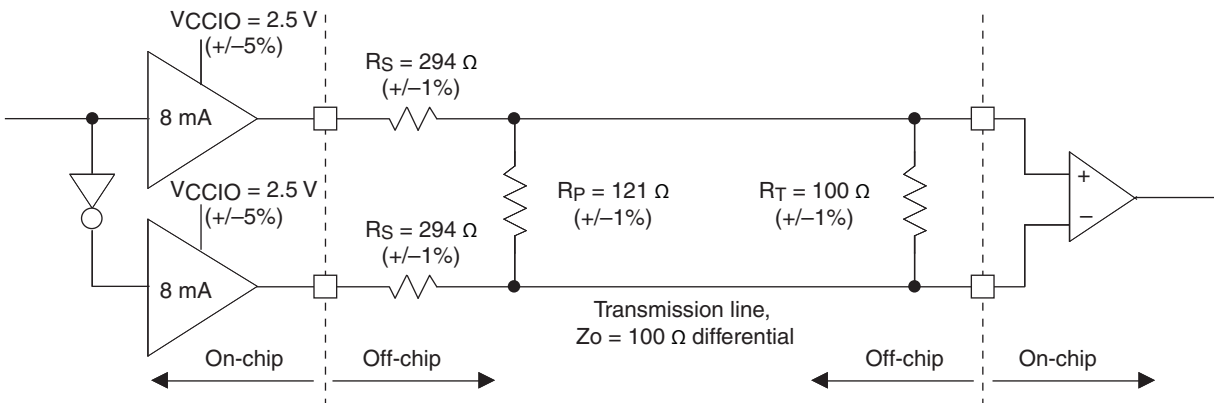 VCCIO = 2.5 V
(+/–5%)
8 mA
RS = 294 Ω
(+/–1%)
VCCIO = 2.5 V
(+/–5%)
8 mA
RS = 294 Ω
(+/–1%)
RP = 121 Ω
(+/–1%)
RT = 100 Ω
(+/–1%)
+
–
Transmission line,
Zo = 100 Ω differential
On-chip
Off-chip
Off-chip
On-chip